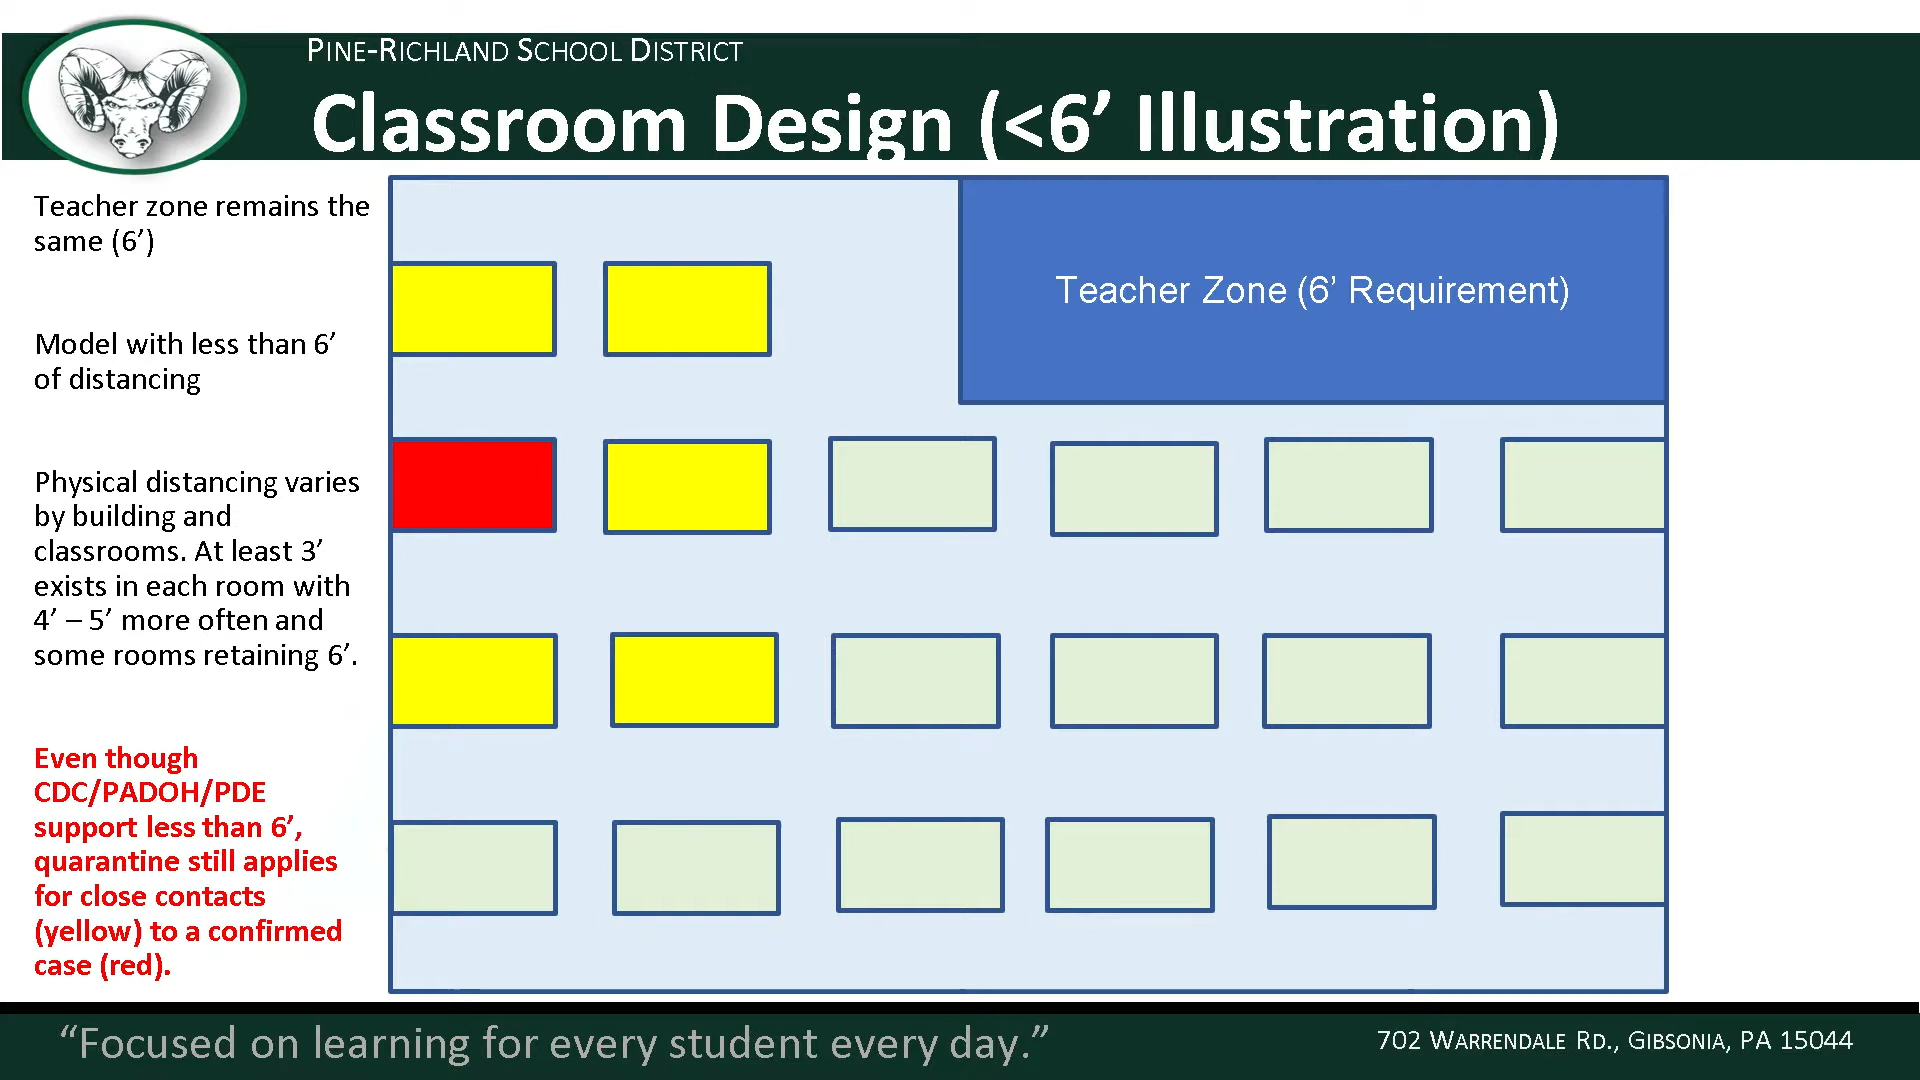 PINE-RICHLAND SCHOOL DISTRICT
Classroom Design (<6’ Illustration)
Teacher zone remains the
same (6’)
Model with less than 6’
of distancing
Physical distancing varies
by building and
classrooms. At least 3’
exists in each room with
4’ – 5’ more often and
some rooms retaining 6’.
Even though
CDC/PADOH/PDE
support less than 6’,
quarantine still applies
for close contacts
(yellow) to a confirmed
case (red).
Teacher Zone (6’ Requirement)
“Focused on learning for every student every day.”
702 WARRENDALE RD., GIBSONIA, PA 15044